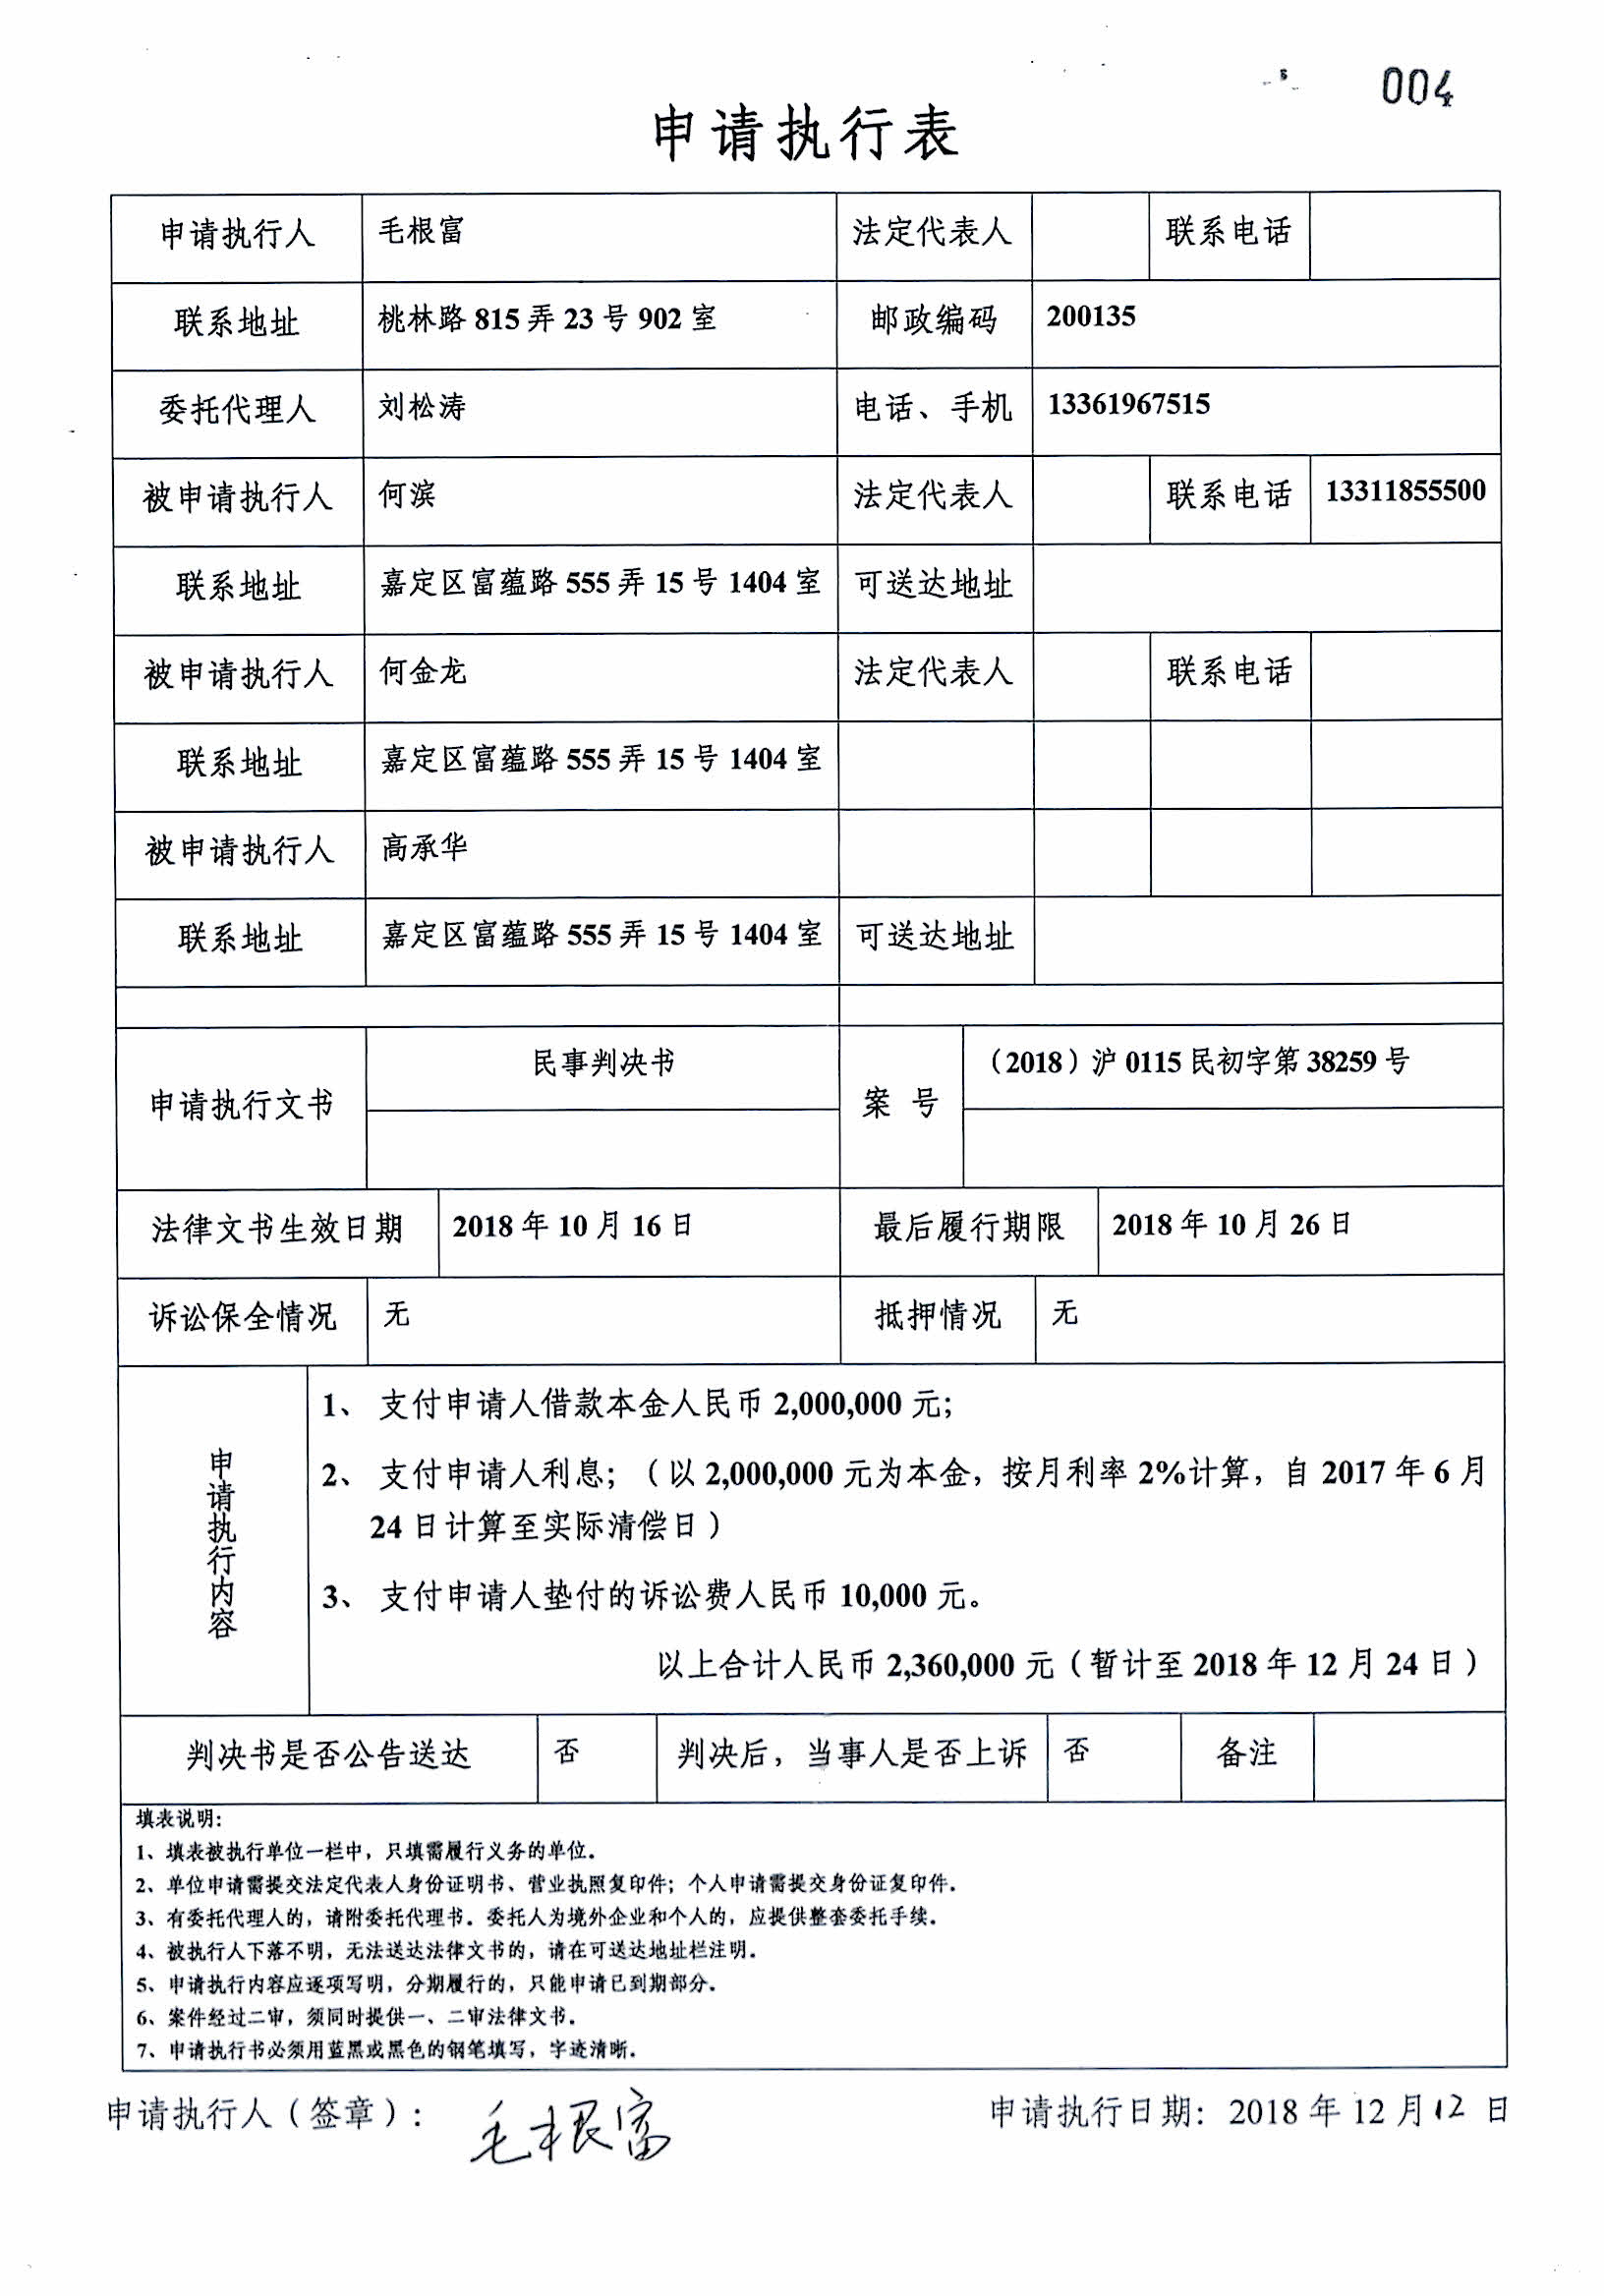 004
申请执行表
申请执行人 毛根富 法定代表人 联系电话
联系地址 桃林路 815 弄 23 号 902 室 邮政编码 200135
委托代理人 刘松涛 电话、手机 13361967515
被申请执行人 何滨 法定代表人 联系电话 13311855500
联系地址 嘉定区富蕴路 555 弄 15 号 1404 室 可送达地址
被申请执行人 何金龙 法定代表人 联系电话
联系地址 嘉定区富蕴路 555 弄 15 号 1404 室
被申请执行人 高承华
联系地址 嘉定区富蕴路 555 弄 15 号 1404 室 可送达地址
申请执行文书 民事判决书 案 号 （2018）沪 0115 民初字第 38259 号
法律文书生效日期 2018 年 10 月 16 日 最后履行期限 2018 年 10 月 26 日
诉讼保全情况 无 抵押情况 无
申请执行内容
1、 支付申请人借款本金人民币 2,000,000 元;
2、 支付申请人利息;（以 2,000,000 元为本金，按月利率 2%计算，自 2017 年 6 月
24 日计算至实际清偿日）
3、 支付申请人垫付的诉讼费人民币 10,000 元。
以上合计人民币 2,360,000 元（暂计至 2018 年 12 月 24 日）
判决书是否公告送达 否 判决后，当事人是否上诉 否 备注
填表说明：
1、填表被执行单位一栏中，只填需履行义务的单位。
2、单位申请需提交法定代表人身份证明书、营业执照复印件；个人申请需提交身份证复印件。
3、有委托代理人的，请附委托代理书。委托人为境外企业和个人的，应提供整套委托手续。
4、被执行人下落不明，无法送达法律文书的，请在可送达地址栏注明。
5、申请执行内容应逐项写明，分期履行的，只能申请已到期部分。
6、案件经过二审，须同时提供一、二审法律文书。
7、申请执行书必须用蓝黑或黑色的钢笔填写，字迹清晰。
申请执行人（签章）： 毛根富 申请执行日期：2018 年 12 月 12 日